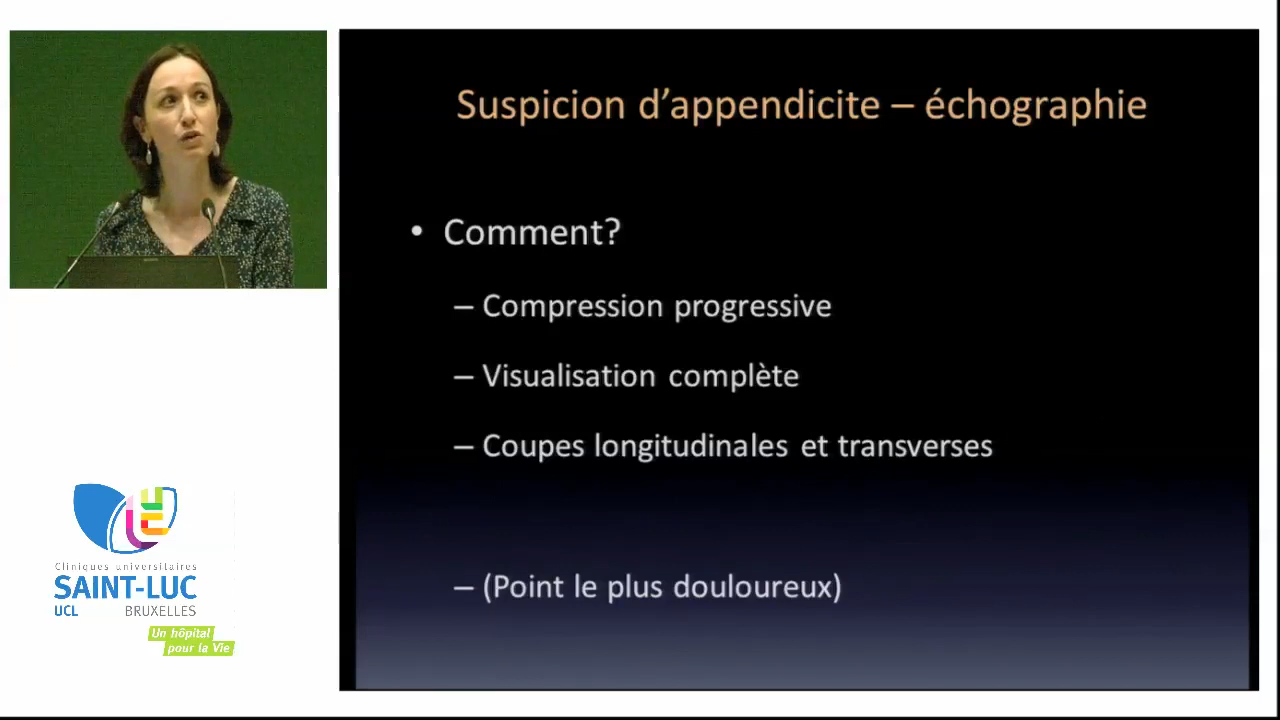 Suspicion d'appendicite – échographie
• Comment?
– Compression progressive
– Visualisation complète
– Coupes longitudinales et transverses
– (Point le plus douloureux)
Cliniques universitaires
SAINT-LUC
UCL BRUXELLES
Un hôpital
pour la Vie